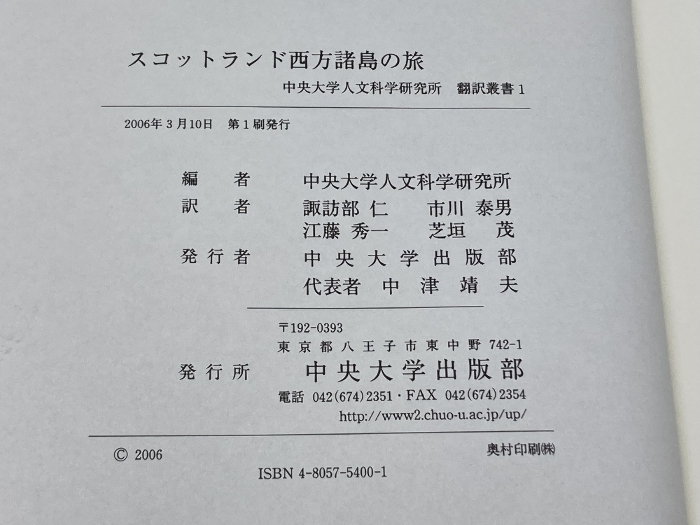 スコットランド西方諸島の旅
中央大学人文科学研究所 翻訳叢書1
2006年3月10日 第1刷発行
編者 中央大学人文科学研究所
訳者 諏訪部 仁 市川 泰男
江藤 秀一 芝垣 茂
発行者 中央大学出版部
代表者 中津靖夫
〒192-0393
東京都八王子市東中野742-1
発行所 中央大学出版部
電話 042(674)2351・FAX 042(674)2354
http://www2.chuo-u.ac.jp/up/
© 2006 奥村印刷㈱
ISBN 4-8057-5400-1